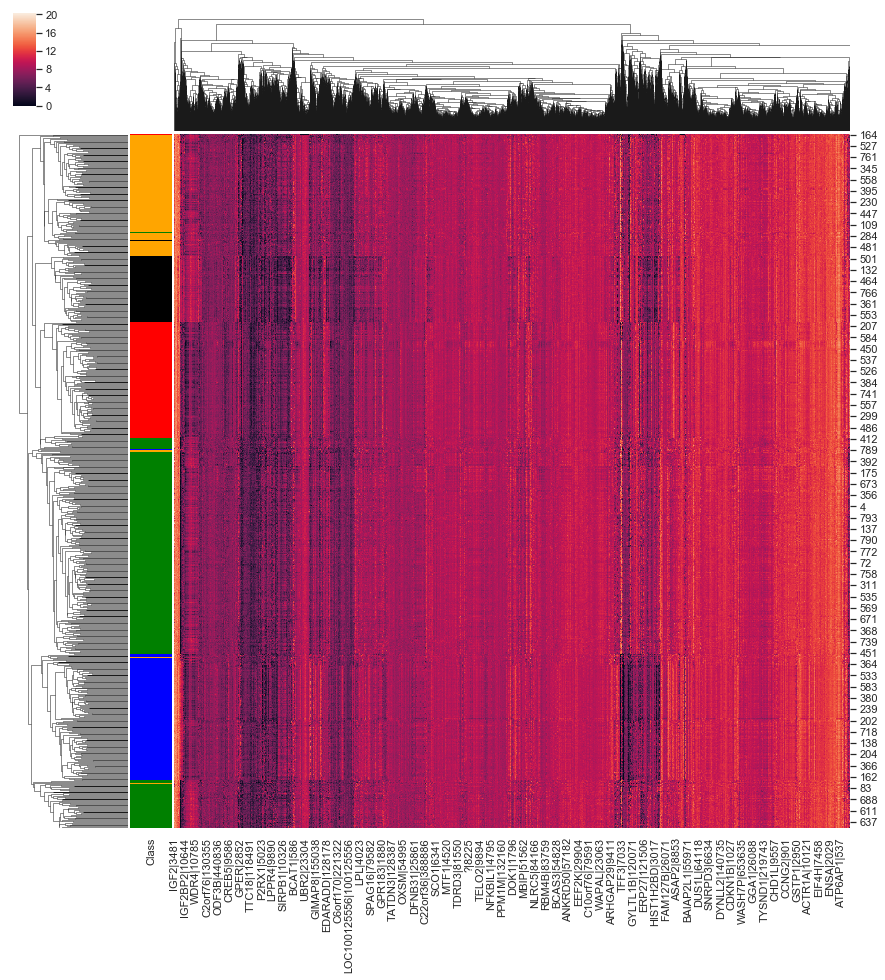 20
16
12
8
4
0
164
527
761
345
558
395
230
447
109
284
481
501
132
464
766
361
553
207
584
450
537
526
384
741
557
299
486
412
789
392
175
673
356
4
793
137
790
772
72
758
311
535
569
671
368
739
451
364
533
583
380
239
202
718
138
204
366
162
83
688
611
637
Class
IGF2|3481
IGF2BP2|10644
WDR4|10785
C2orf76|130355
ODF3B|440836
CREB5|9586
GPER|2852
TTC18|118491
P2RX1|5023
LPPR4|9890
SIRPB1|10326
BCAT1|586
UBR2|23304
GIMAP8|155038
EDARADD|128178
C6orf170|221322
LOC100125556|100125556
LPL|4023
SPAG16|79582
GPR183|1880
TATDN3|128387
OXSM|54995
DFNB31|25861
C22orf36|388886
SCO1|6341
MTF1|4520
TDRD3|81550
?|8225
TELO2|9894
NFKBIL1|4795
PPM1M|132160
DOK1|1796
MBIP|51562
NLRC5|84166
RBM4B|83759
BCAS3|54828
ANKRD50|57182
EEF2K|29904
C10orf76|79591
WAPAL|23063
ARHGAP29|9411
TFF3|7033
GYLTL1B|120071
ERP27|121506
HIST1H2BD|3017
FAM127B|26071
ASAP2|8853
BAIAP2L1|55971
DUS1L|64118
SNRPD3|6634
DYNLL2|140735
CDKN1B|1027
WASH7P|653635
GGA1|26088
TYSND1|219743
CHD1L|9557
CCNG2|901
GSTP1|2950
ACTR1A|10121
EIF4H|7458
ENSA|2029
ATP6AP1|537